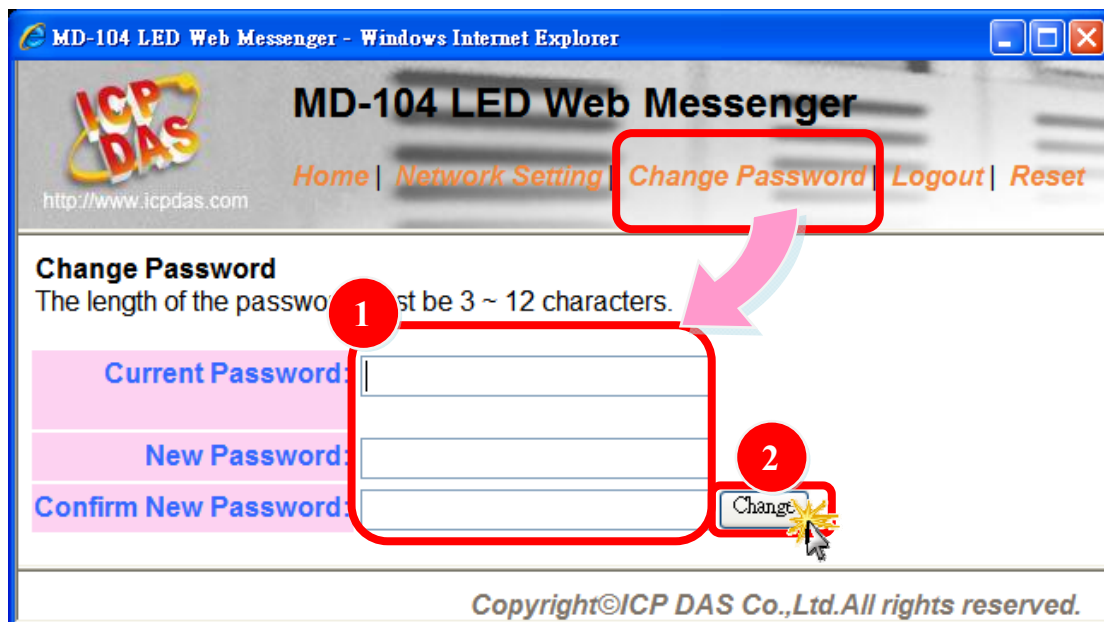 MD-104 LED Web Messenger - Windows Internet Explorer
ICP
DAS
http://www.icpdas.com
MD-104 LED Web Messenger
Home | Network Setting | Change Password | Logout | Reset
Change Password
The length of the passwor st be 3 ~ 12 characters.
1
Current Password:
New Password:
2
Confirm New Password: Change
Copyright©ICP DAS Co.,Ltd.All rights reserved.